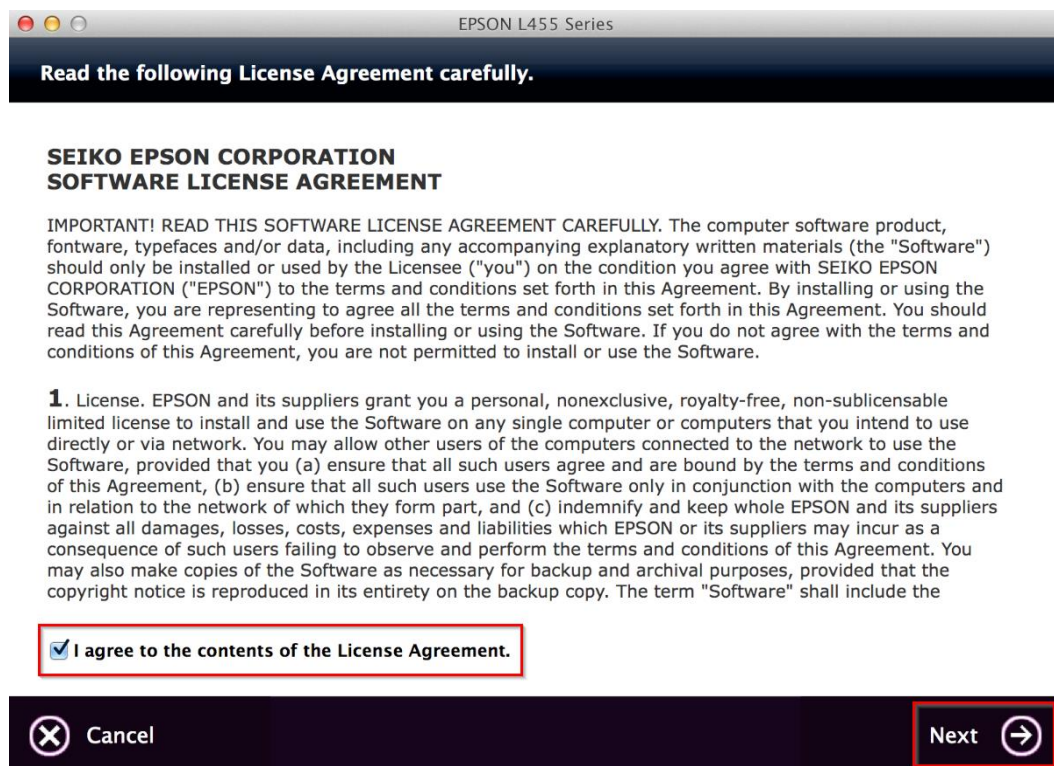 EPSON L455 Series
Read the following License Agreement carefully.
SEIKO EPSON CORPORATION
SOFTWARE LICENSE AGREEMENT
IMPORTANT! READ THIS SOFTWARE LICENSE AGREEMENT CAREFULLY. The computer software product,
fontware, typefaces and/or data, including any accompanying explanatory written materials (the "Software")
should only be installed or used by the Licensee ("you") on the condition you agree with SEIKO EPSON
CORPORATION ("EPSON") to the terms and conditions set forth in this Agreement. By installing or using the
Software, you are representing to agree all the terms and conditions set forth in this Agreement. You should
read this Agreement carefully before installing or using the Software. If you do not agree with the terms and
conditions of this Agreement, you are not permitted to install or use the Software.
1. License. EPSON and its suppliers grant you a personal, nonexclusive, royalty-free, non-sublicensable
limited license to install and use the Software on any single computer or computers that you intend to use
directly or via network. You may allow other users of the computers connected to the network to use the
Software, provided that you (a) ensure that all such users agree and are bound by the terms and conditions
of this Agreement, (b) ensure that all such users use the Software only in conjunction with the computers and
in relation to the network of which they form part, and (c) indemnify and keep whole EPSON and its suppliers
against all damages, losses, costs, expenses and liabilities which EPSON or its suppliers may incur as a
consequence of such users failing to observe and perform the terms and conditions of this Agreement. You
may also make copies of the Software as necessary for backup and archival purposes, provided that the
copyright notice is reproduced in its entirety on the backup copy. The term "Software" shall include the
I agree to the contents of the License Agreement.
Cancel
Next